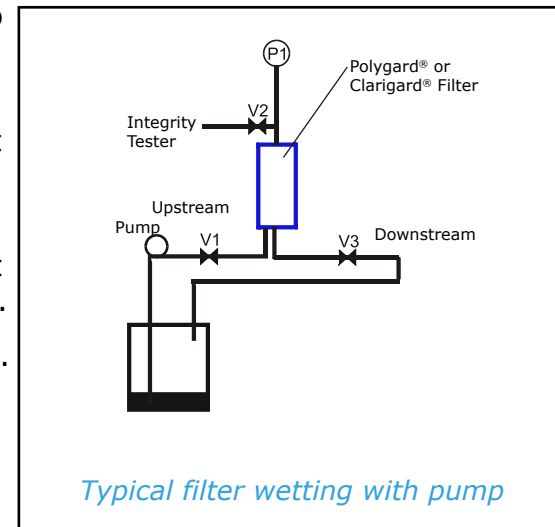 P1
Polygard® or
Clarigard® Filter
V2
Integrity
Tester
Upstream
Pump
V1
V3
Downstream
Typical filter wetting with pump